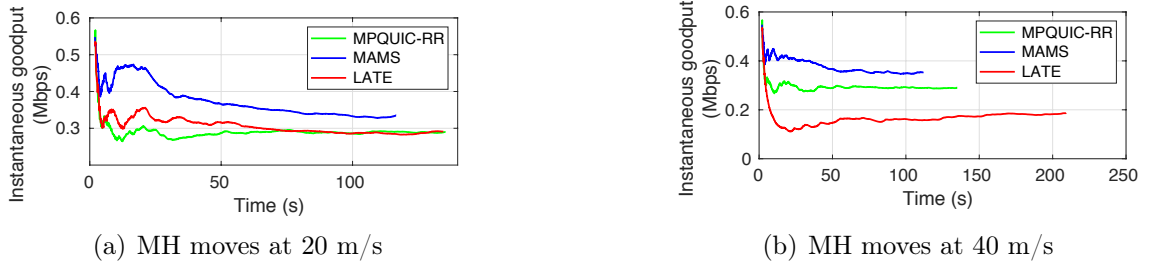 Instantaneous goodput
(Mbps)
0.6
0.5
0.4
0.3
0
50
100
Time (s)
MPQUIC-RR
MAMS
LATE
(a) MH moves at 20 m/s
Instantaneous goodput
(Mbps)
0.6
0.4
0.2
0
0
50
100
150
200
250
Time (s)
MPQUIC-RR
MAMS
LATE
(b) MH moves at 40 m/s